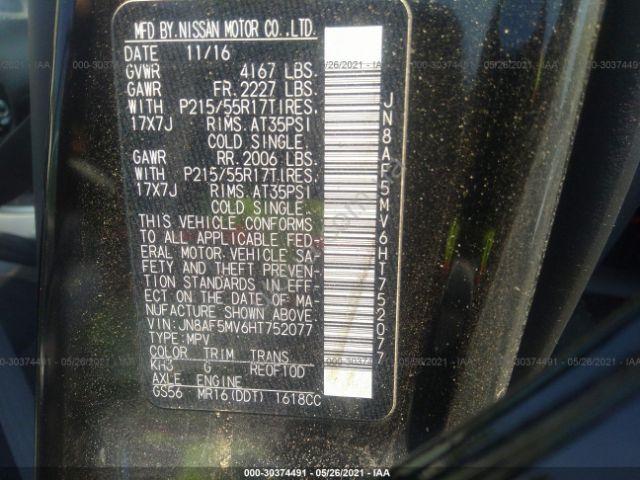 MFD BY. NISSAN MOTOR CO., LTD.
DATE 11/16
GVWR 4167 LBS.
GAWR FR. 2227 LBS.
WITH P215/55R17TIRES.
17X7J RIMS. AT35PSI
COLD SINGLE.
GAWR RR. 2006 LBS.
WITH P215/55R17TIRES.
17X7J RIMS. AT35PSI
COLD SINGLE.
THIS VEHICLE CONFORMS
TO ALL APPLICABLE FED-
ERAL MOTOR VEHICLE SA-
FETY AND THEFT PREVEN-
TION STANDARDS IN EFF-
ECT ON THE DATE OF MA-
NUFACTURE SHOWN ABOVE.
VIN: JN8AF5MV6HT752077
TYPE: MPV
COLOR TRIM TRANS
KH3 G RE0F10D
AXLE ENGINE
GS56 MR16 (DDT) 1618CC
JN8AF5MV6HT752077
000-30374491 - 05/26/2021 - IAA